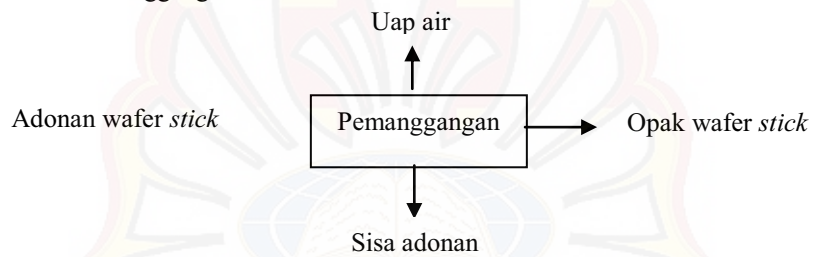 Uap air
Adonan wafer stick
Pemanggangan
Opak wafer stick
Sisa adonan